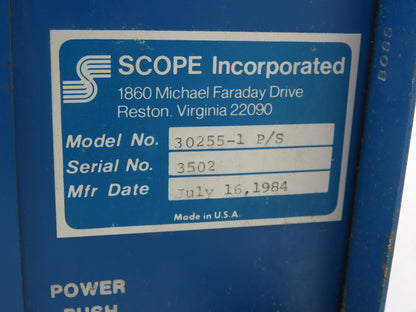 SCOPE Incorporated
1860 Michael Faraday Drive
Reston, Virginia 22090
Model No. 30255-1 P/S
Serial No. 3502
Mfr Date July 16,1984
Made in U.S.A.
BOSS
POWER
PUSH